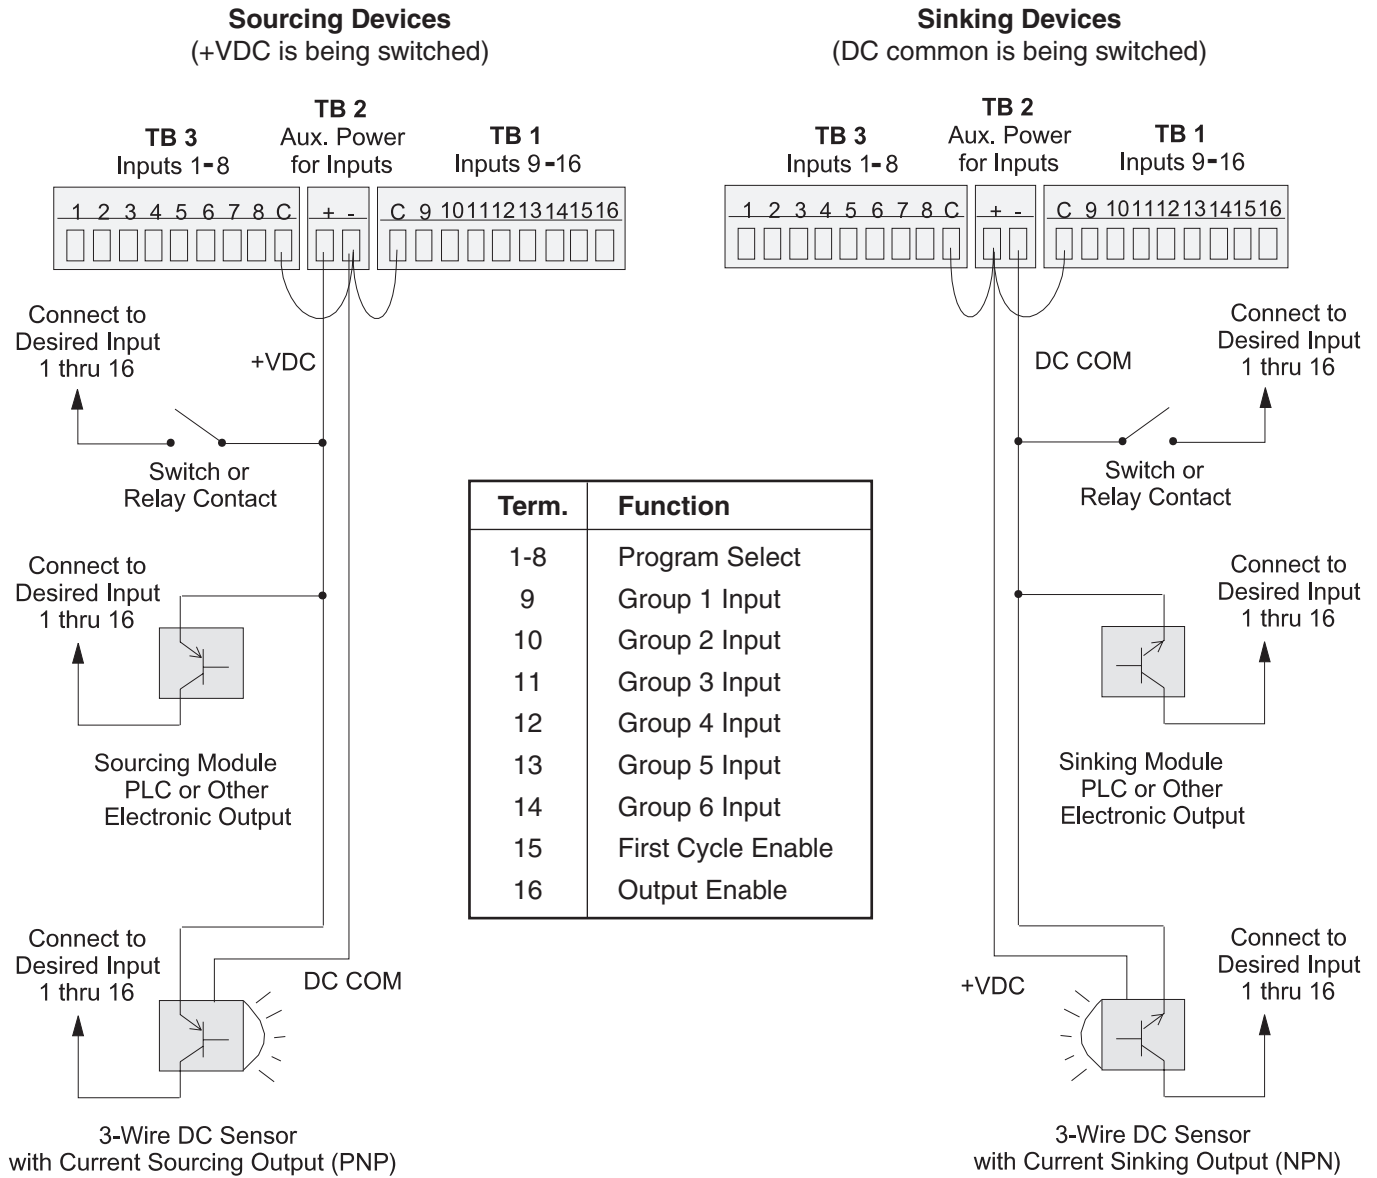 Sourcing Devices
(+VDC is being switched)
TB 3
Inputs 1-8
TB 2
Aux. Power
for Inputs
TB 1
Inputs 9-16
1 2 3 4 5 6 7 8 C
+ -
C 9 10 11 12 13 14 15 16
Connect to
Desired Input
1 thru 16
+VDC
Switch or
Relay Contact
Connect to
Desired Input
1 thru 16
Sourcing Module
PLC or Other
Electronic Output
Connect to
Desired Input
1 thru 16
DC COM
3-Wire DC Sensor
with Current Sourcing Output (PNP)
Term. Function
1-8 Program Select
9 Group 1 Input
10 Group 2 Input
11 Group 3 Input
12 Group 4 Input
13 Group 5 Input
14 Group 6 Input
15 First Cycle Enable
16 Output Enable
Sinking Devices
(DC common is being switched)
TB 3
Inputs 1-8
TB 2
Aux. Power
for Inputs
TB 1
Inputs 9-16
1 2 3 4 5 6 7 8 C
+ -
C 9 10 11 12 13 14 15 16
DC COM
Connect to
Desired Input
1 thru 16
Switch or
Relay Contact
Connect to
Desired Input
1 thru 16
Sinking Module
PLC or Other
Electronic Output
+VDC
Connect to
Desired Input
1 thru 16
3-Wire DC Sensor
with Current Sinking Output (NPN)